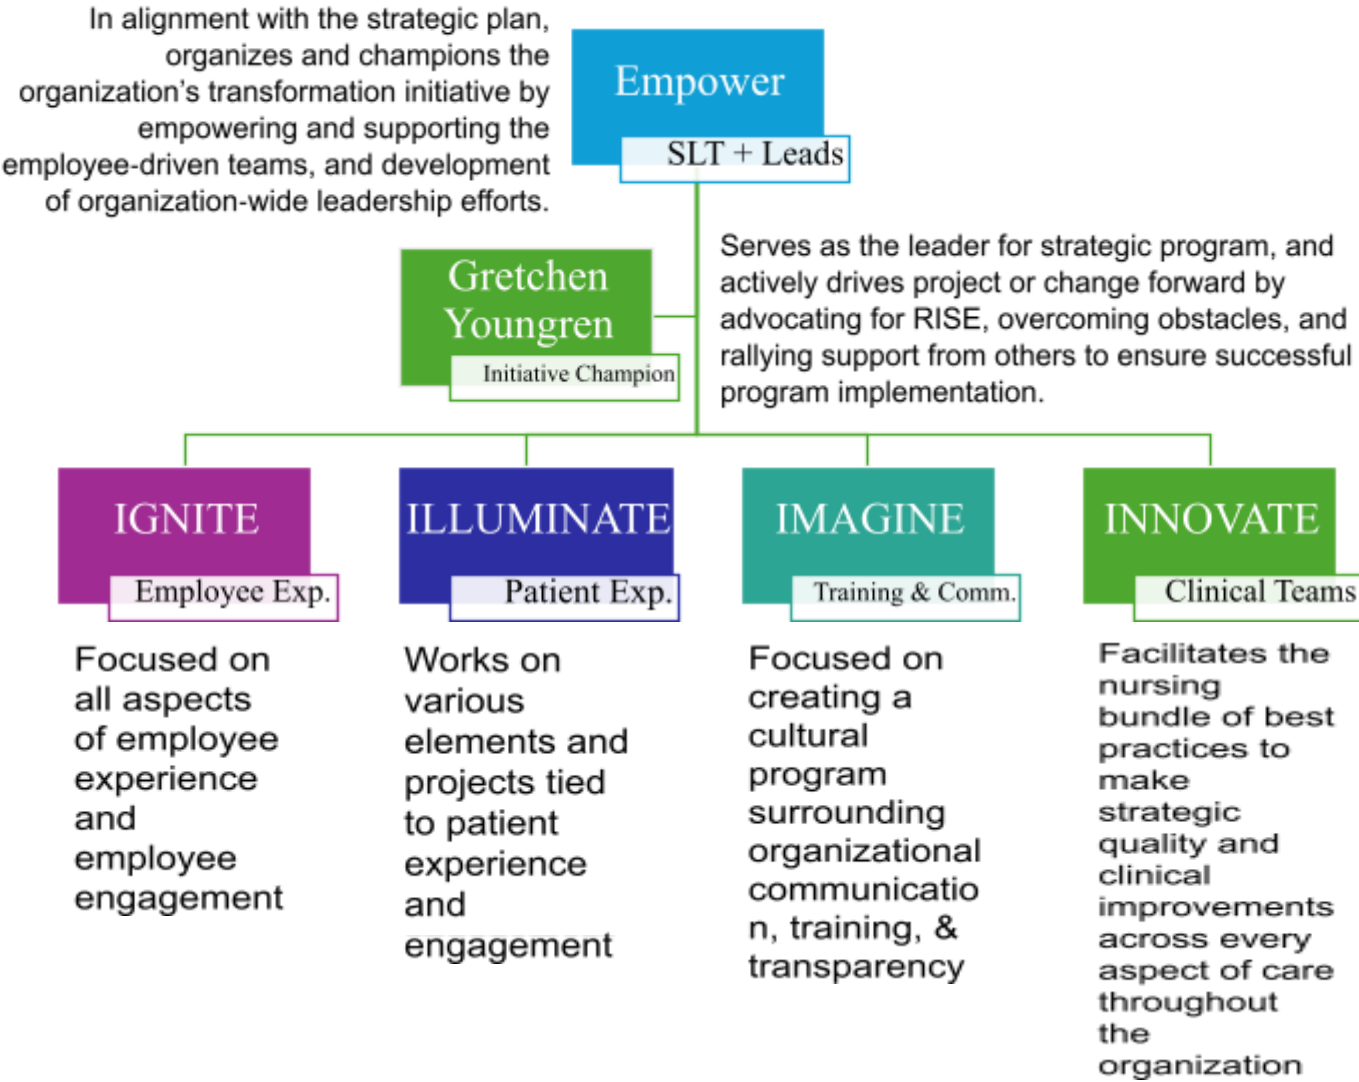 In alignment with the strategic plan,
organizes and champions the
organization's transformation initiative by
empowering and supporting the
employee-driven teams, and development
of organization-wide leadership efforts.
Empower
SLT + Leads
Gretchen
Youngren
Initiative Champion
Serves as the leader for strategic program, and
actively drives project or change forward by
advocating for RISE, overcoming obstacles, and
rallying support from others to ensure successful
program implementation.
IGNITE
Employee Exp.
Focused on
all aspects
of employee
experience
and
employee
engagement
ILLUMINATE
Patient Exp.
Works on
various
elements and
projects tied
to patient
experience
and
engagement
IMAGINE
Training & Comm.
Focused on
creating a
cultural
program
surrounding
organizational
communicatio
n, training, &
transparency
INNOVATE
Clinical Teams
Facilitates the
nursing
bundle of best
practices to
make
strategic
quality and
clinical
improvements
across every
aspect of care
throughout
the
organization